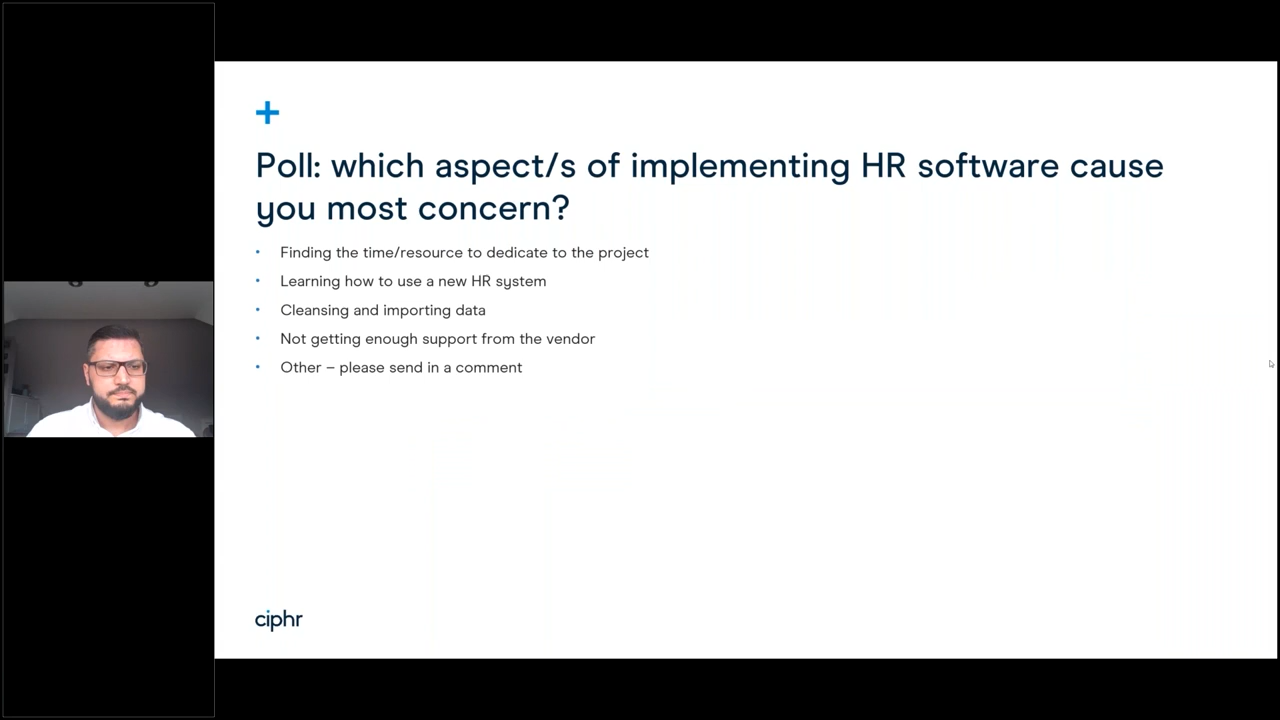 Poll: which aspect/s of implementing HR software cause
you most concern?
Finding the time/resource to dedicate to the project
Learning how to use a new HR system
Cleansing and importing data
Not getting enough support from the vendor
Other – please send in a comment
ciphr